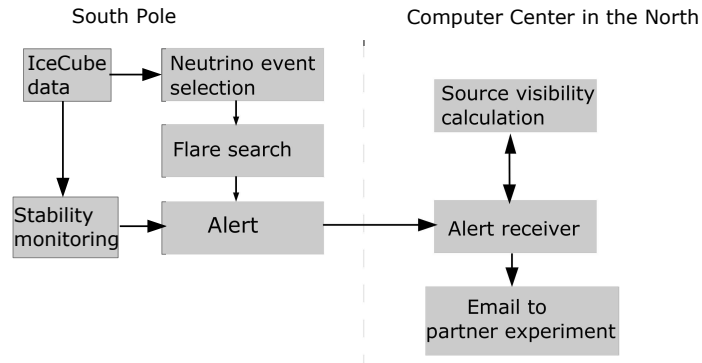 South Pole
Computer Center in the North
IceCube
data
Neutrino event
selection
Source visibility
calculation
Flare search
Stability
monitoring
Alert
Alert receiver
Email to
partner experiment